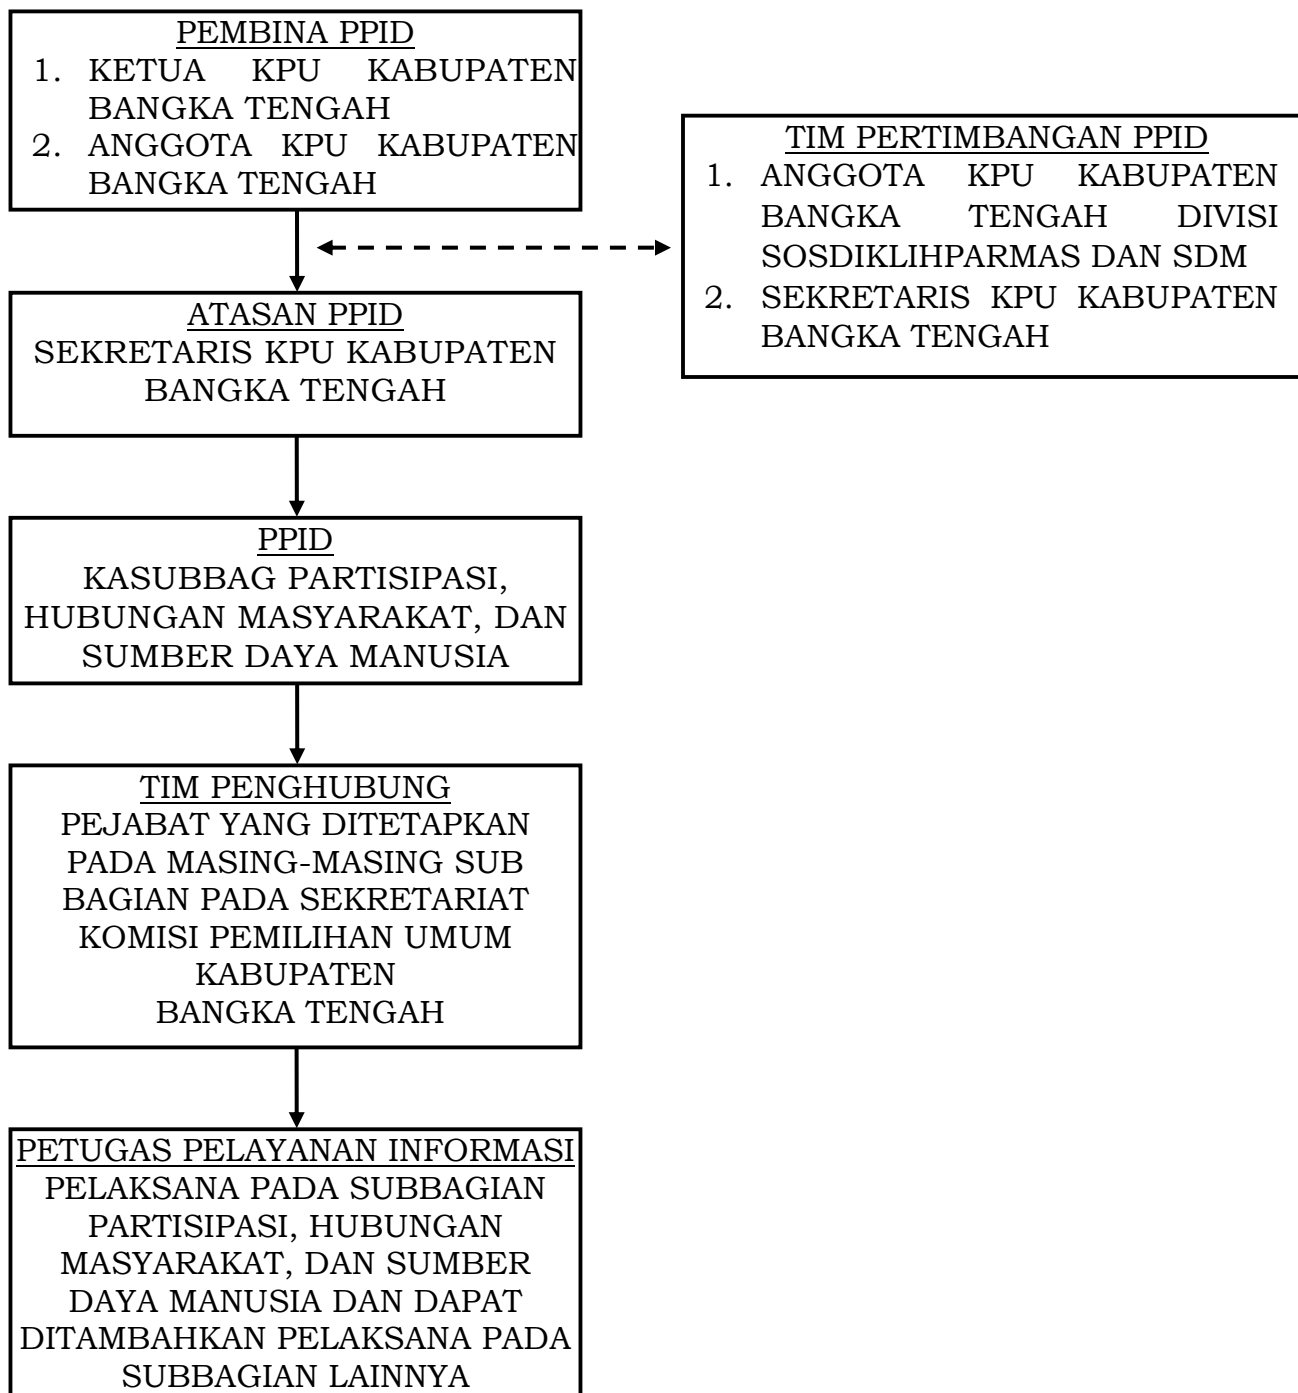 PEMBINA PPID
1. KETUA KPU KABUPATEN
BANGKA TENGAH
2. ANGGOTA KPU KABUPATEN
BANGKA TENGAH
TIM PERTIMBANGAN PPID
1. ANGGOTA KPU KABUPATEN
BANGKA TENGAH DIVISI
SOSDIKLIHPARMAS DAN SDM
2. SEKRETARIS KPU KABUPATEN
BANGKA TENGAH
ATASAN PPID
SEKRETARIS KPU KABUPATEN
BANGKA TENGAH
PPID
KASUBBAG PARTISIPASI,
HUBUNGAN MASYARAKAT, DAN
SUMBER DAYA MANUSIA
TIM PENGHUBUNG
PEJABAT YANG DITETAPKAN
PADA MASING-MASING SUB
BAGIAN PADA SEKRETARIAT
KOMISI PEMILIHAN UMUM
KABUPATEN
BANGKA TENGAH
PETUGAS PELAYANAN INFORMASI
PELAKSANA PADA SUBBAGIAN
PARTISIPASI, HUBUNGAN
MASYARAKAT, DAN SUMBER
DAYA MANUSIA DAN DAPAT
DITAMBAHKAN PELAKSANA PADA
SUBBAGIAN LAINNYA